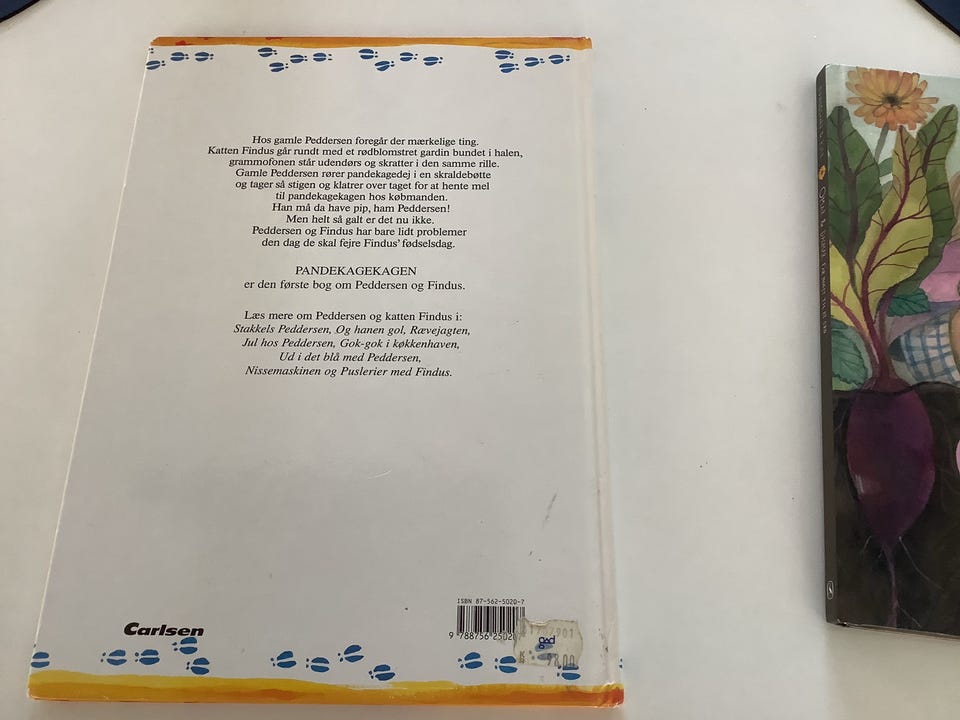 Hos gamle Peddersen foregår der mærkelige ting.
Katten Findus går rundt med et rødblomstret gardin bundet i halen,
grammofonen står udendørs og skratter i den samme rille.
Gamle Peddersen rører pandekagedej i en skraldebøtte
og tager så stigen og klatrer over taget for at hente mel
til pandekagekagen hos købmanden.
Han må da have pip, ham Peddersen!
Men helt så galt er det nu ikke.
Peddersen og Findus har bare lidt problemer
den dag de skal fejre Findus' fødselsdag.
PANDEKAGEKAGEN
er den første bog om Peddersen og Findus.
Læs mere om Peddersen og katten Findus i:
Stakkels Peddersen, Og hanen gol, Rævejagten,
Jul hos Peddersen, Gok-gok i køkkenhaven,
Ud i det blå med Peddersen,
Nissemaskinen og Puslerier med Findus.
ISBN 87-562-5020-7
9 788756 2502
Carlsen